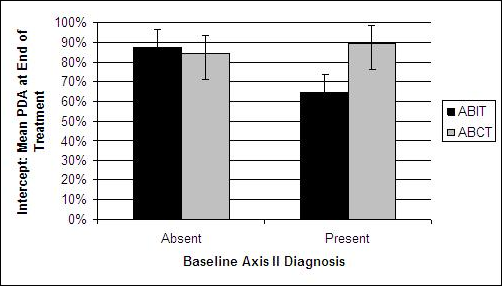 100%
90%
80%
70%
60%
50%
40%
30%
20%
10%
0%
Intercept: Mean PDA at End of
Treatment
Absent
Present
Baseline Axis II Diagnosis
ABIT
ABCT